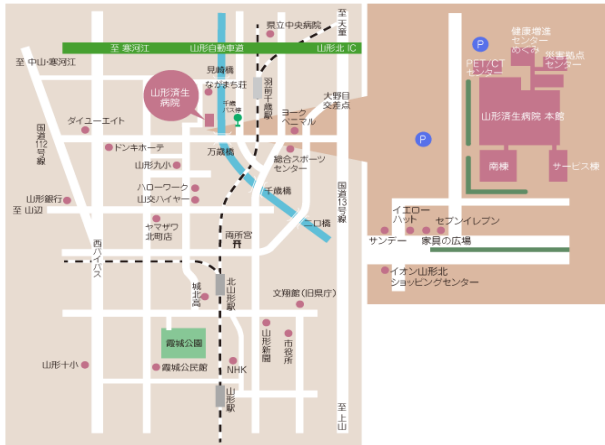 県立中央病院
至 天童
至 寒河江
山形自動車道
山形北 IC
至 中山・寒河江
見崎橋
ながまち荘
羽前千歳駅
大野目
交差点
山形済生
病院
千歳
バス停
ヨーク
ベニマル
ダイユーエイト
国道112号線
ドンキホーテ
万歳橋
総合スポーツ
センター
山形九小
ハローワーク
山交ハイヤー
千歳橋
国道13号線
山形銀行
至 山辺
ヤマザワ
北町店
両所宮
二口橋
西バイパス
城北高
北山形駅
文翔館(旧県庁)
霞城公園
山形新聞
市役所
山形十小
霞城公民館
NHK
山形駅
至 上山
P
健康増進
センター
めぐみ
PET/CT
センター
災害拠点
センター
山形済生病院 本館
P
南棟
サービス棟
イエロー
ハット
セブンイレブン
サンデー
家具の広場
イオン山形北
ショッピングセンター